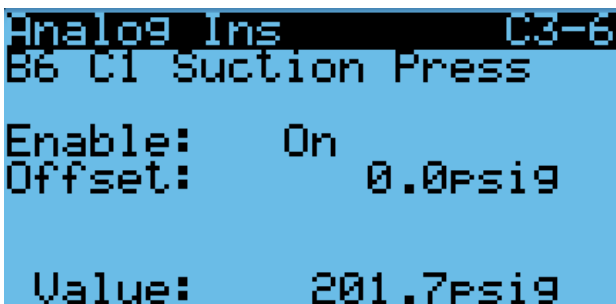 Analog Ins C3-6
B6 C1 Suction Press
Enable: On
Offset: 0.0psig
Value: 201.7psig